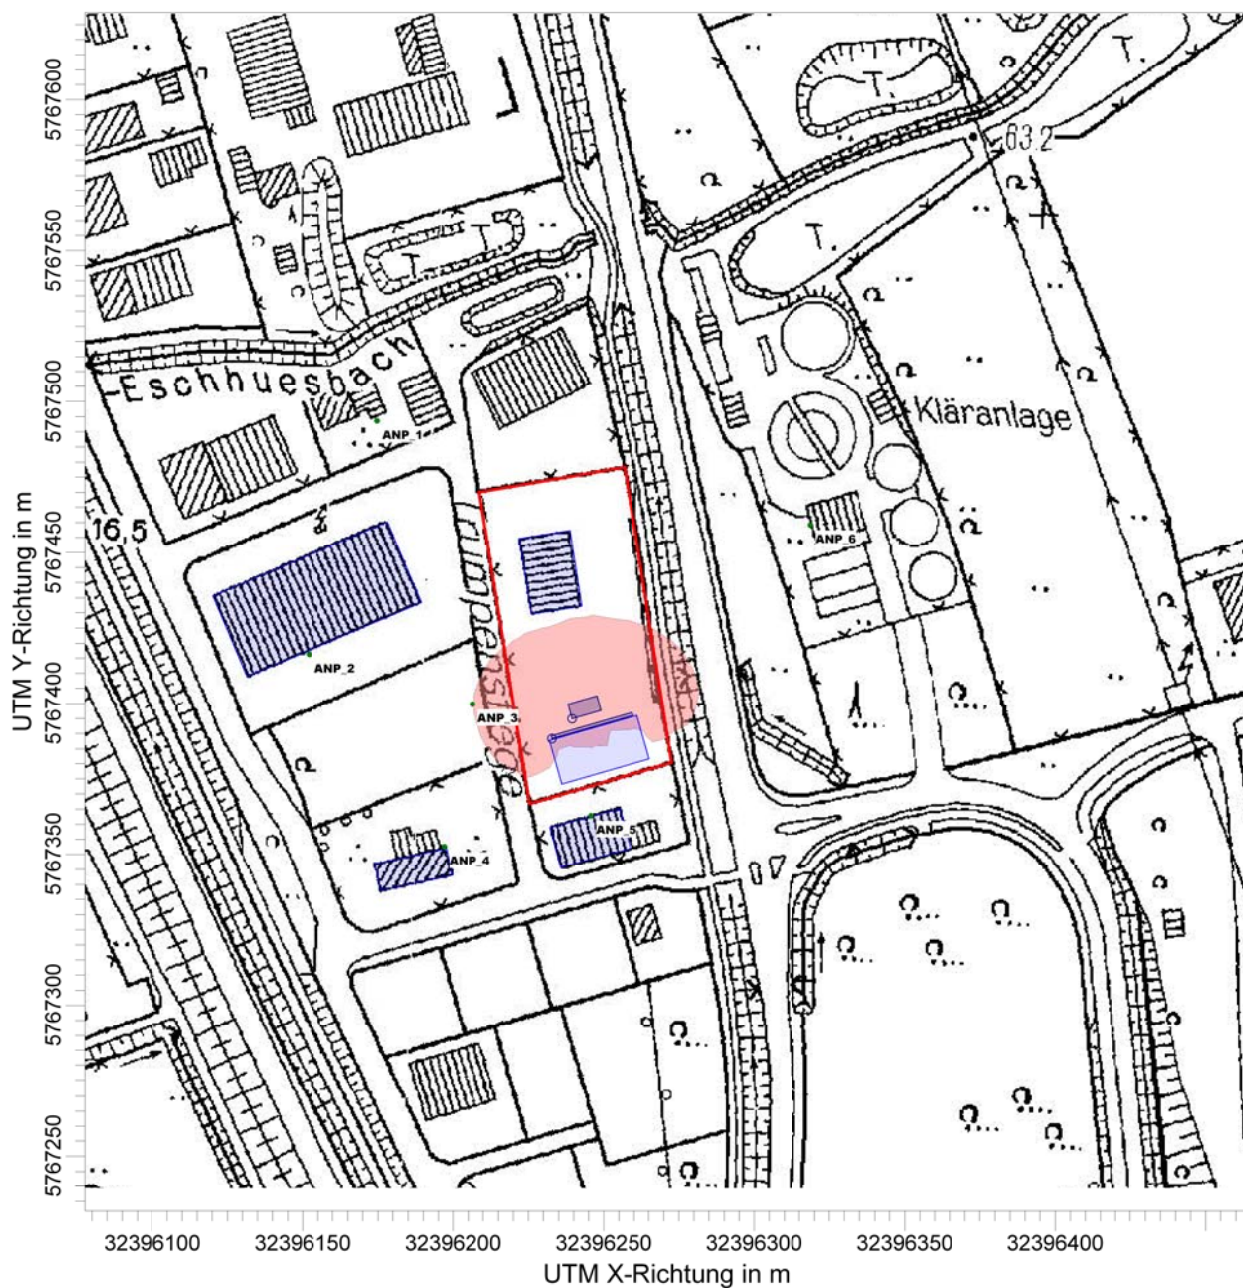 5767600
5767550
5767500
5767450
5767400
5767350
5767300
5767250
UTM Y-Richtung in m
T.
T.
63.2
T.
T.
T.
Eschhuesbach
ANP_1
Kläranlage
16,5
ANP_6
ANP_2
ANP_3
ANP_5
ANP_4
32396100
32396150
32396200
32396250
32396300
32396350
32396400
UTM X-Richtung in m